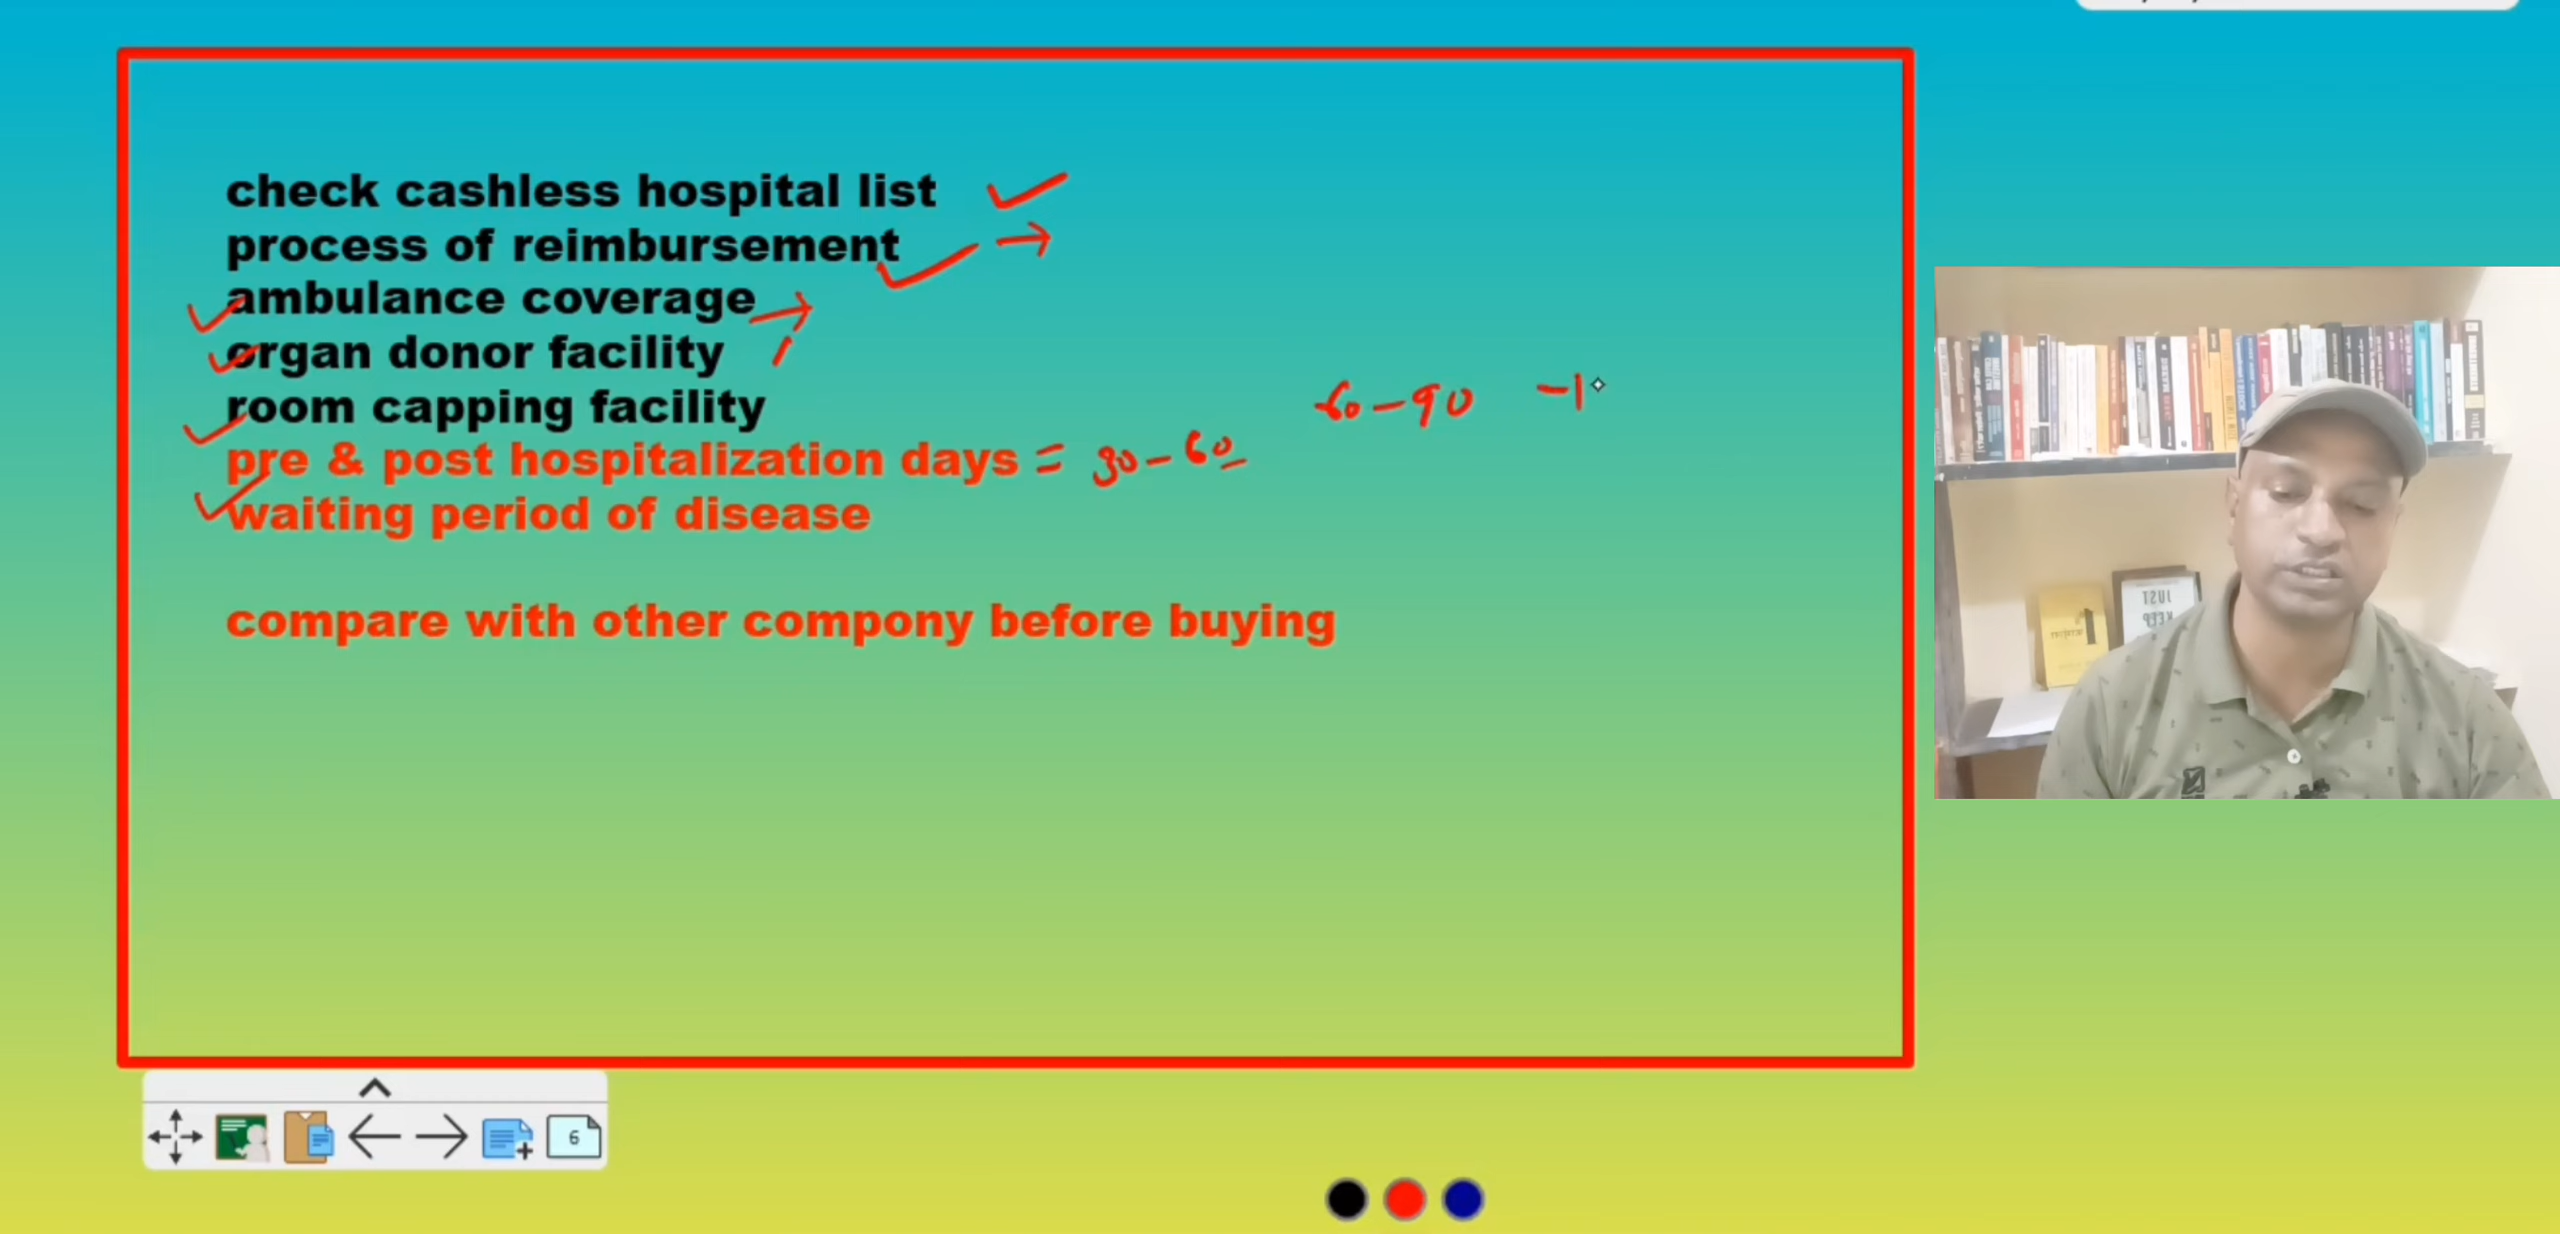 check cashless hospital list
process of reimbursement
ambulance coverage
organ donor facility
room capping facility
60-90 -1
pre & post hospitalization days = 30-60
waiting period of disease
compare with other compony before buying
6